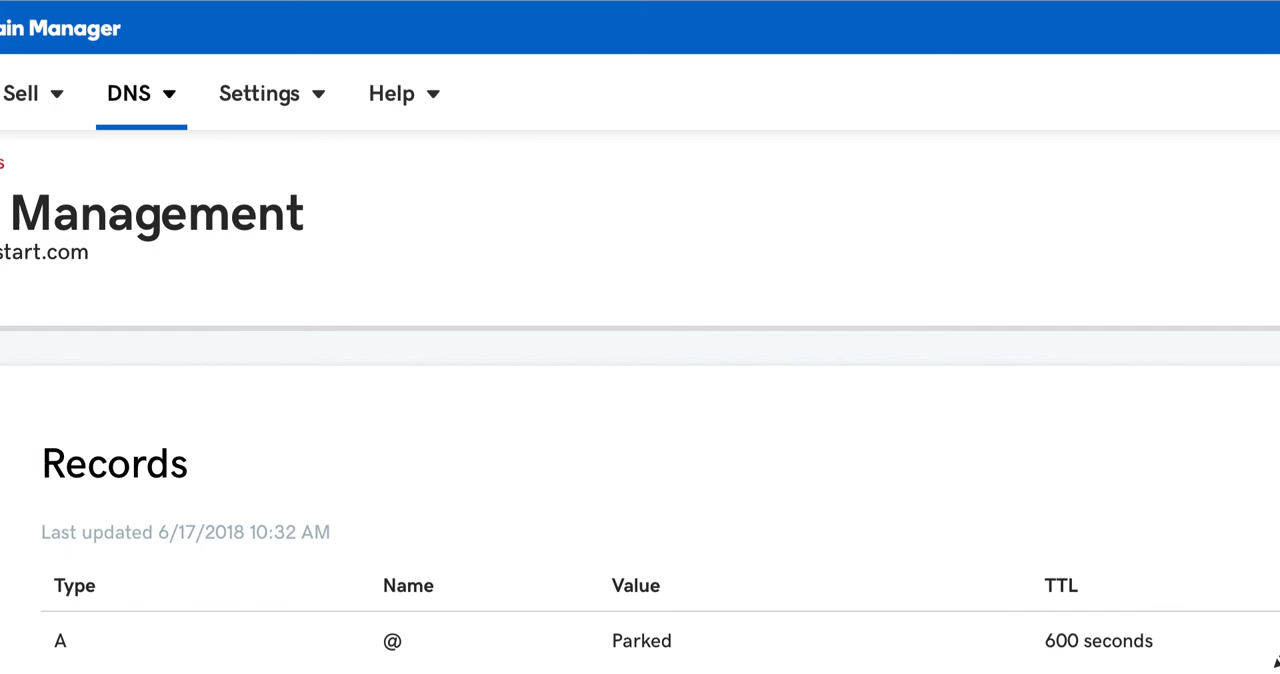 ain Manager
Sell DNS Settings Help
s
Management
start.com
Records
Last updated 6/17/2018 10:32 AM
Type Name Value TTL
A @ Parked 600 seconds